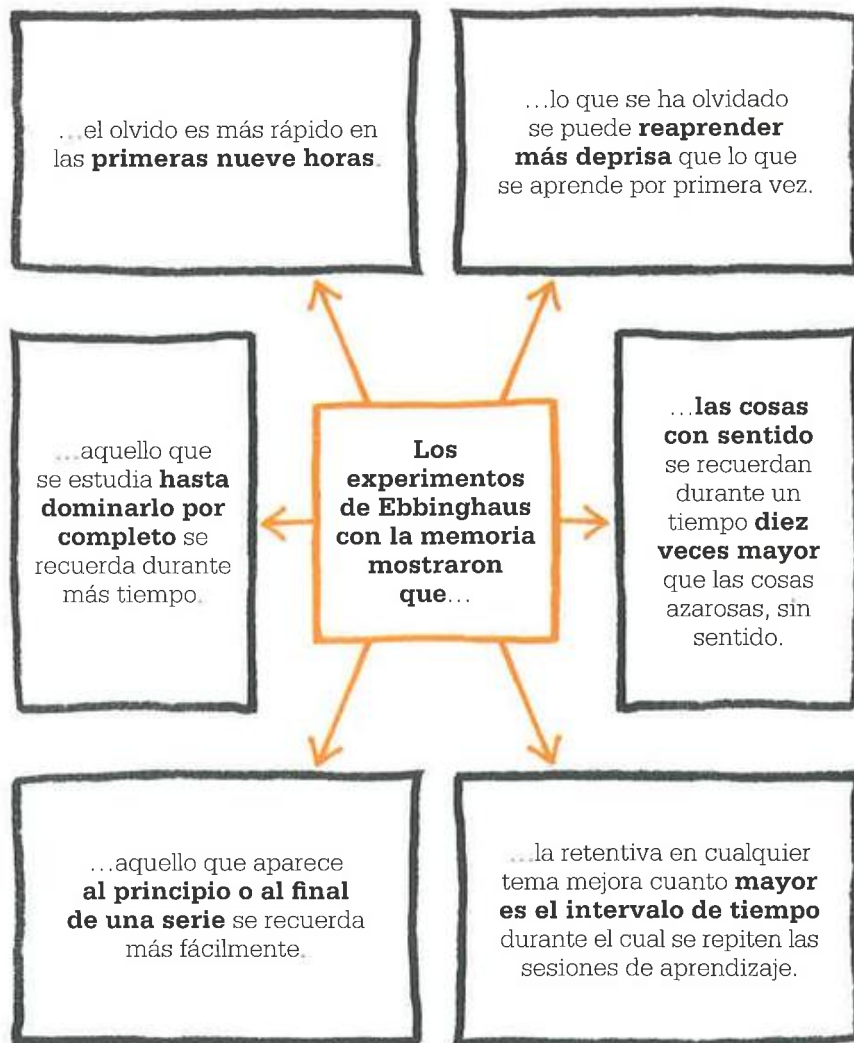 …el olvido es más rápido en
las primeras nueve horas.
…lo que se ha olvidado
se puede reaprender
más deprisa que lo que
se aprende por primera vez.
…aquello que
se estudia hasta
dominarlo por
completo se
recuerda durante
más tiempo.
Los
experimentos
de Ebbinghaus
con la memoria
mostraron
que…
…las cosas
con sentido
se recuerdan
durante un
tiempo diez
veces mayor
que las cosas
azarosas, sin
sentido.
…aquello que aparece
al principio o al final
de una serie se recuerda
más fácilmente.
…la retentiva en cualquier
tema mejora cuanto mayor
es el intervalo de tiempo
durante el cual se repiten las
sesiones de aprendizaje.